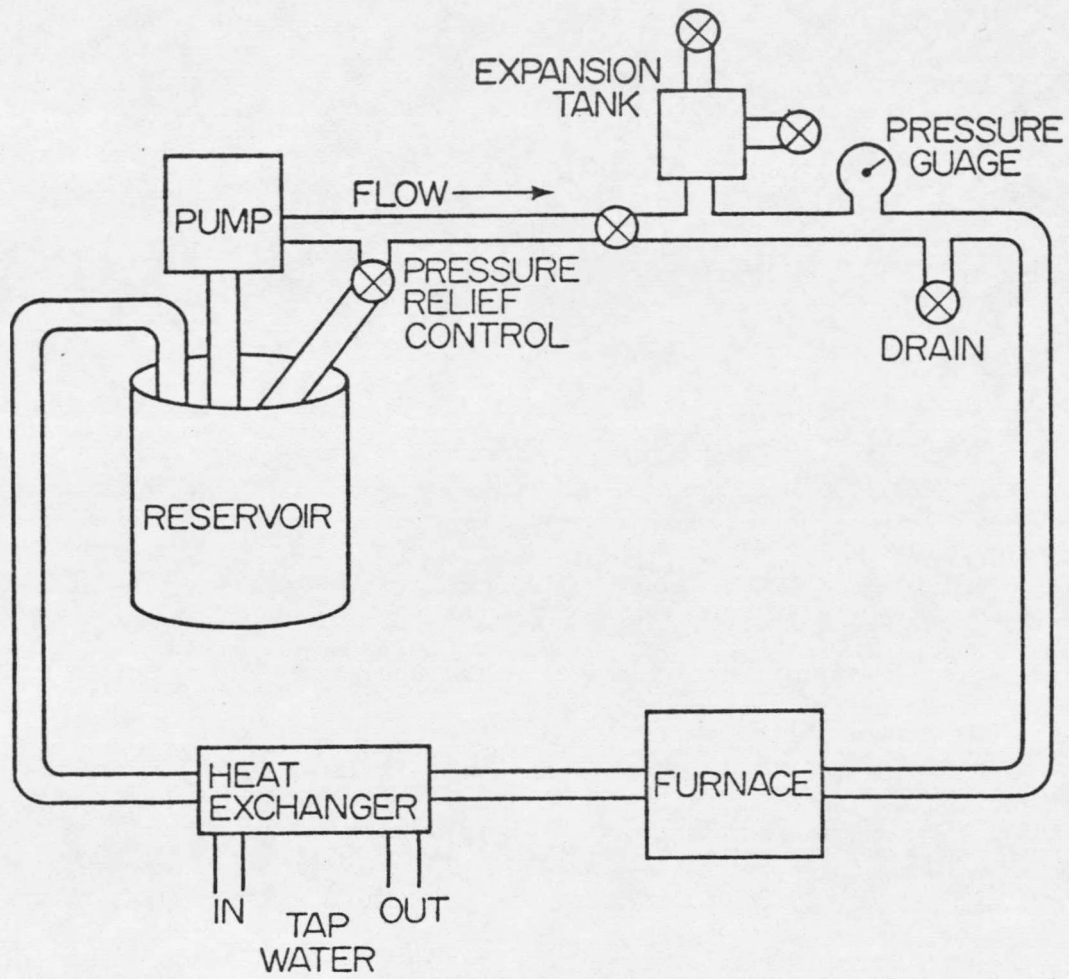 EXPANSION
TANK
PRESSURE
GUAGE
FLOW
PUMP
PRESSURE
RELIEF
CONTROL
DRAIN
RESERVOIR
HEAT
EXCHANGER
FURNACE
IN
OUT
TAP
WATER